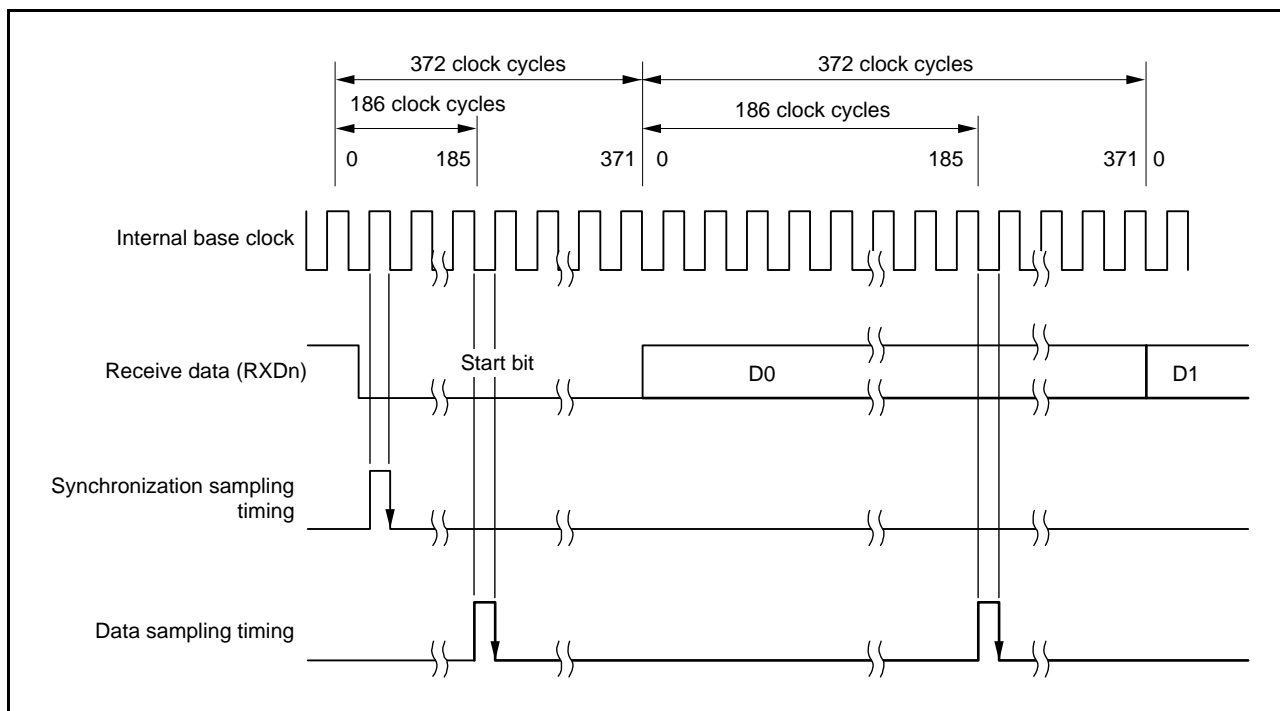 372 clock cycles
372 clock cycles
186 clock cycles
186 clock cycles
0
185
371
0
185
371
0
Internal base clock
Receive data (RXDn)
Start bit
D0
D1
Synchronization sampling
timing
Data sampling timing